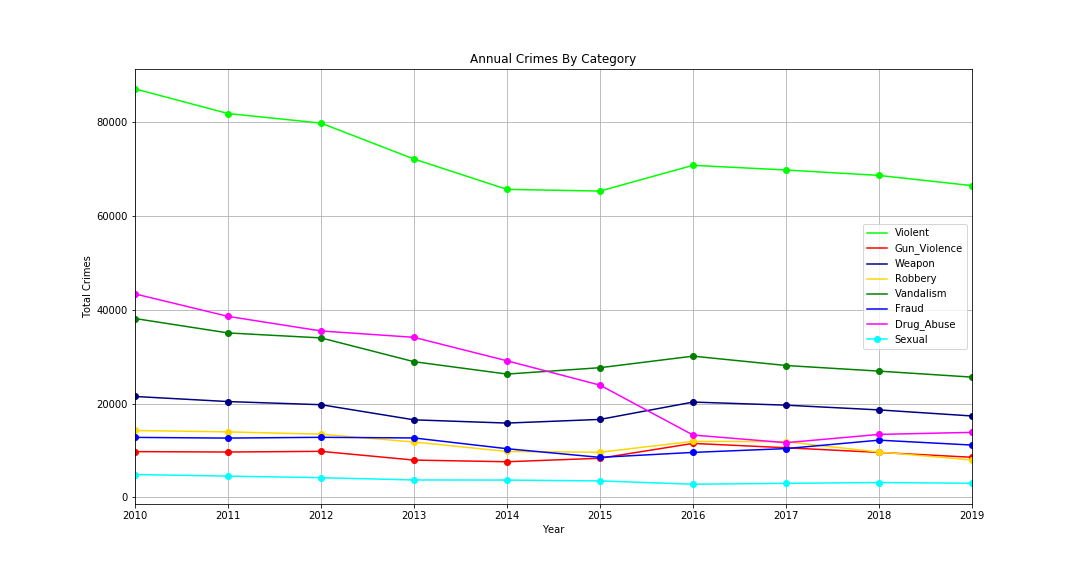 Annual Crimes By Category
Total Crimes
80000
60000
40000
20000
0
Violent
Gun_Violence
Weapon
Robbery
Vandalism
Fraud
Drug_Abuse
Sexual
2010 2011 2012 2013 2014 2015 2016 2017 2018 2019
Year